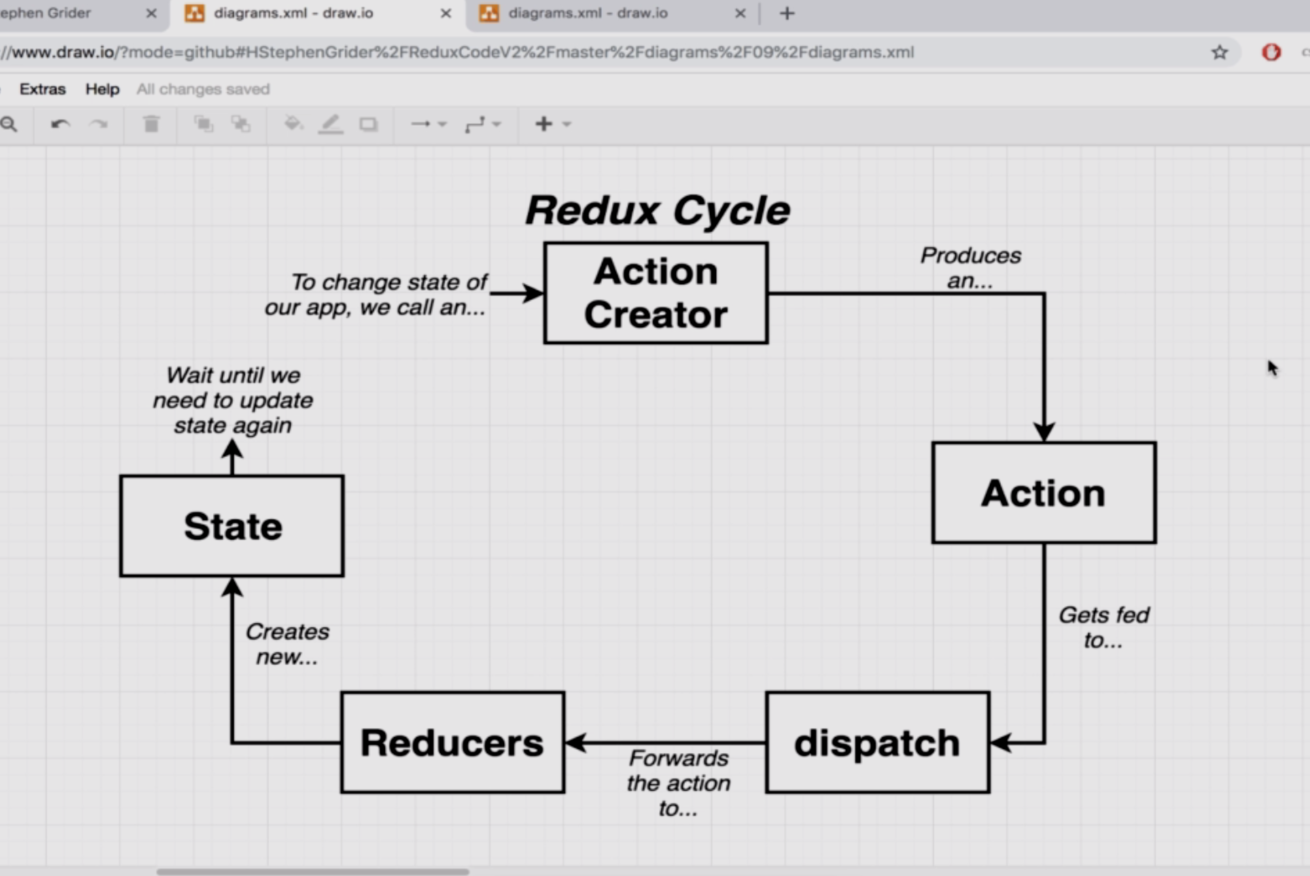 ephen Grider
diagrams.xml - draw.io
diagrams.xml - draw.io
//www.draw.io/?mode=github#HStephenGrider%2FReduxCodeV2%2Fmaster%2Fdiagrams%2F09%2Fdiagrams.xml
Extras Help All changes saved
Redux Cycle
To change state of
our app, we call an...
Action
Creator
Produces
an...
Wait until we
need to update
state again
State
Action
Creates
new...
Gets fed
to...
Reducers
Forwards
the action
to...
dispatch